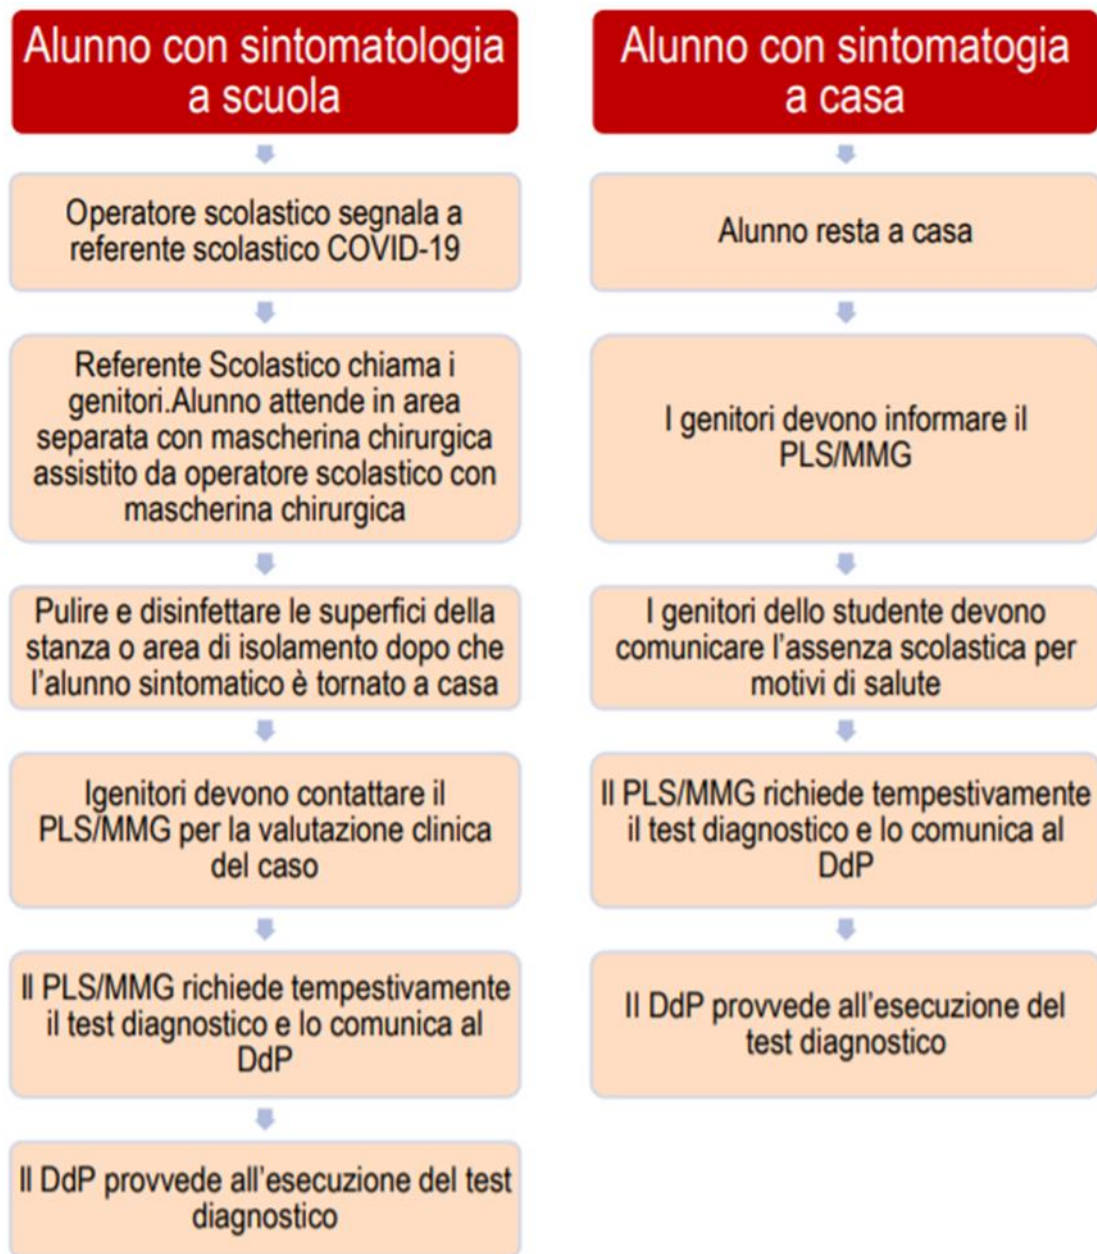 Alunno con sintomatologia
a scuola
Operatore scolastico segnala a
referente scolastico COVID-19
Referente Scolastico chiama i
genitori.Alunno attende in area
separata con mascherina chirurgica
assistito da operatore scolastico con
mascherina chirurgica
Pulire e disinfettare le superfici della
stanza o area di isolamento dopo che
l'alunno sintomatico è tornato a casa
Igenitori devono contattare il
PLS/MMG per la valutazione clinica
del caso
Il PLS/MMG richiede tempestivamente
il test diagnostico e lo comunica al
DdP
Il DdP provvede all'esecuzione del test
diagnostico
Alunno con sintomatogia
a casa
Alunno resta a casa
I genitori devono informare il
PLS/MMG
I genitori dello studente devono
comunicare l'assenza scolastica per
motivi di salute
Il PLS/MMG richiede tempestivamente
il test diagnostico e lo comunica al
DdP
Il DdP provvede all'esecuzione del
test diagnostico